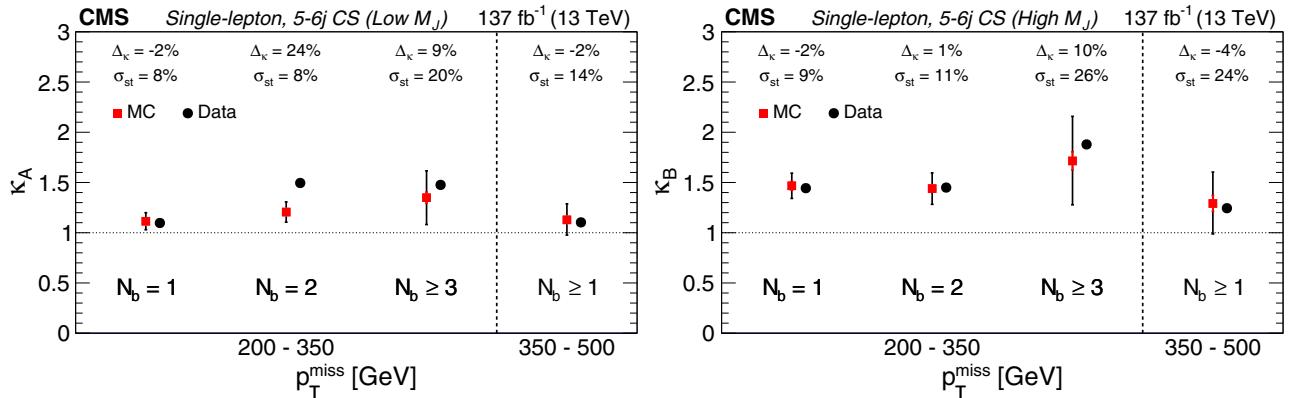 CMS Single-lepton, 5-6j CS (Low M_J) 137 fb⁻¹ (13 TeV)
Δ_κ = -2% Δ_κ = 24% Δ_κ = 9% Δ_κ = -2%
σ_st = 8% σ_st = 8% σ_st = 20% σ_st = 14%
MC Data
κ_A
3
2.5
2
1.5
1
0.5
0
N_b = 1 N_b = 2 N_b ≥ 3 N_b ≥ 1
200 - 350 350 - 500
p_T^miss [GeV]
CMS Single-lepton, 5-6j CS (High M_J) 137 fb⁻¹ (13 TeV)
Δ_κ = -2% Δ_κ = 1% Δ_κ = 10% Δ_κ = -4%
σ_st = 9% σ_st = 11% σ_st = 26% σ_st = 24%
MC Data
κ_B
3
2.5
2
1.5
1
0.5
0
N_b = 1 N_b = 2 N_b ≥ 3 N_b ≥ 1
200 - 350 350 - 500
p_T^miss [GeV]